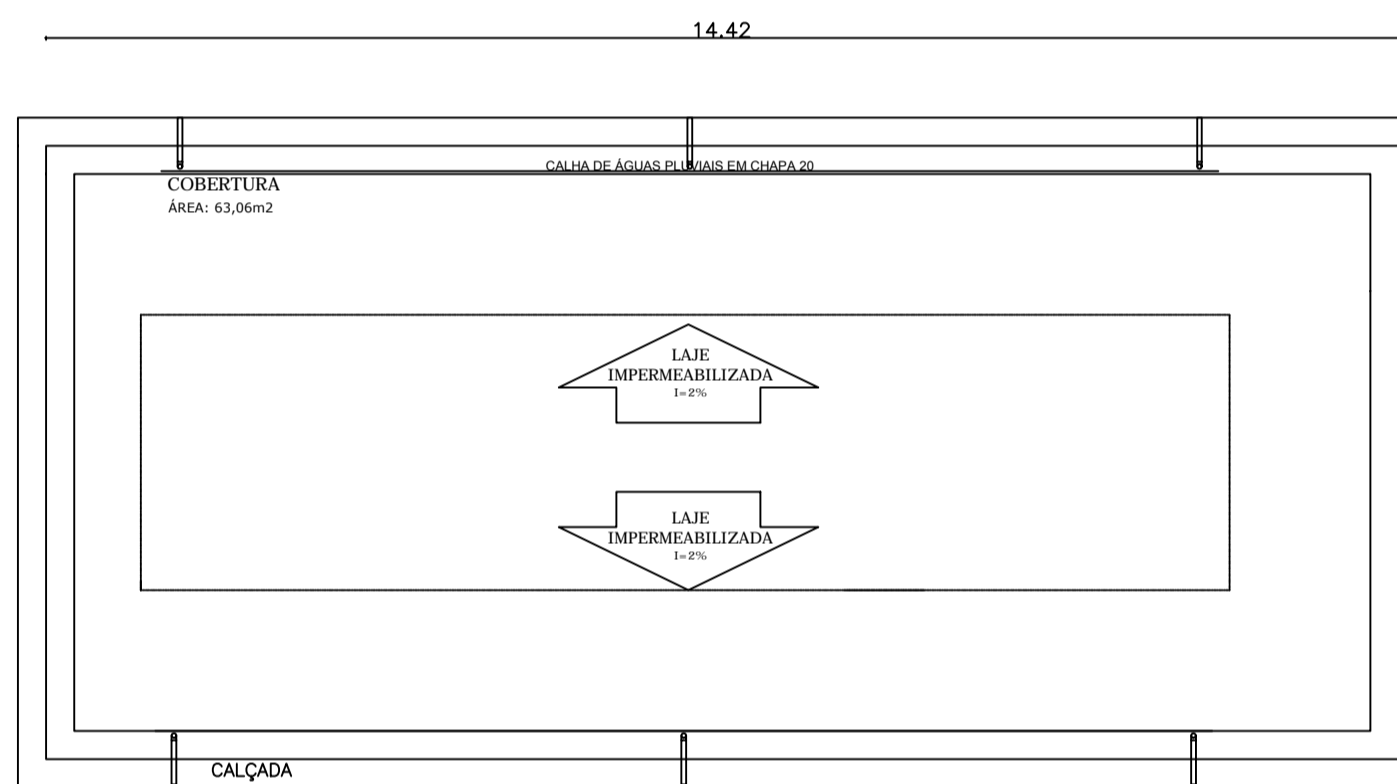 14.42
CALHA DE ÁGUAS PLUVIAIS EM CHAPA 20
COBERTURA
ÁREA: 63,06m2
LAJE
IMPERMEABILIZADA
I=2%
LAJE
IMPERMEABILIZADA
I=2%
CALÇADA